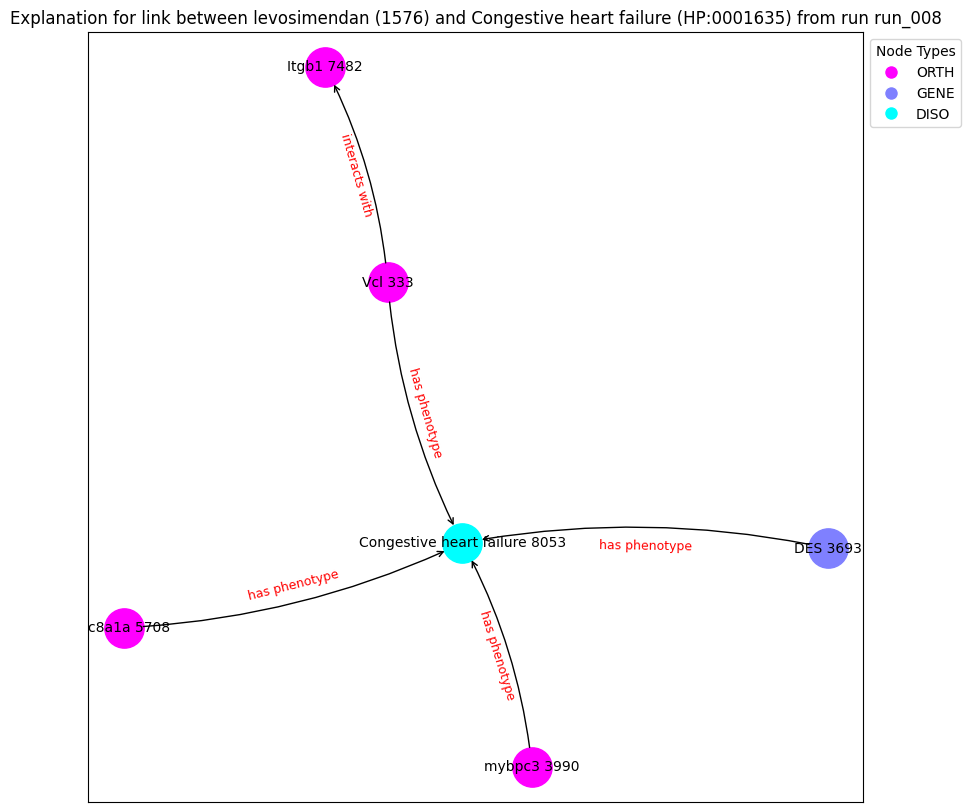 Explanation for link between levosimendan (1576) and Congestive heart failure (HP:0001635) from run run_008
Node Types
ORTH
GENE
DISO
Itgb1 7482
interacts with
Vcl 333
has phenotype
Congestive heart failure 8053
has phenotype
DES 3693
has phenotype
c8a1a 5708
has phenotype
mybpc3 3990